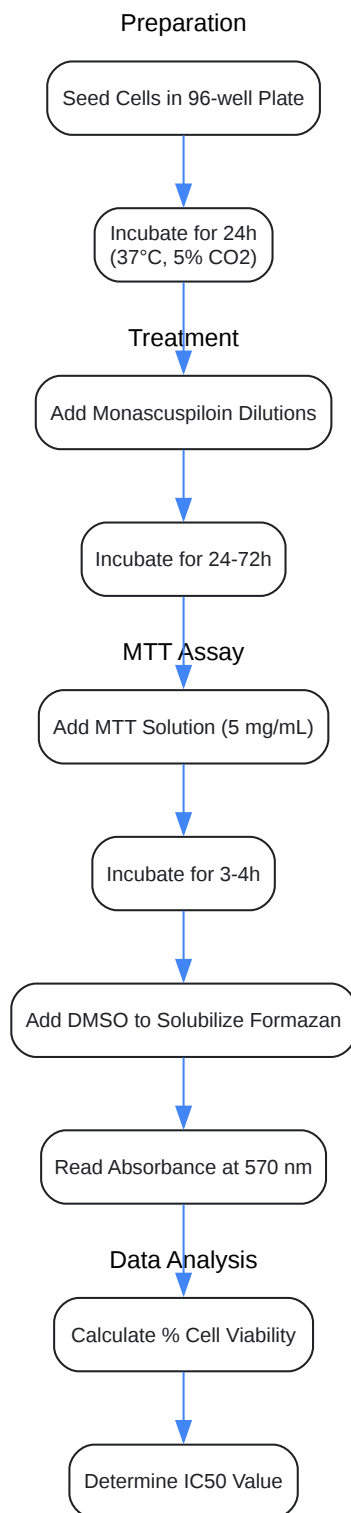 Preparation
Seed Cells in 96-well Plate
Incubate for 24h
(37°C, 5% CO2)
Treatment
Add Monascuspiloin Dilutions
Incubate for 24-72h
MTT Assay
Add MTT Solution (5 mg/mL)
Incubate for 3-4h
Add DMSO to Solubilize Formazan
Read Absorbance at 570 nm
Data Analysis
Calculate % Cell Viability
Determine IC50 Value